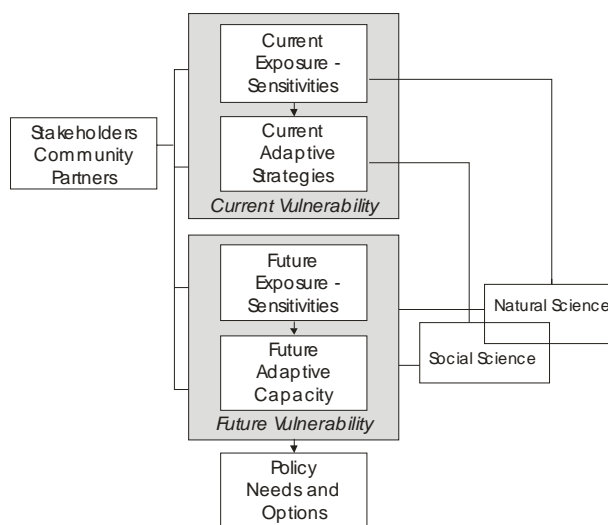 Current
Exposure -
Sensitivities
Current
Adaptive
Strategies
Current Vulnerability
Stakeholders
Community
Partners
Future
Exposure -
Sensitivities
Future
Adaptive
Capacity
Future Vulnerability
Natural Science
Social Science
Policy
Needs and
Options